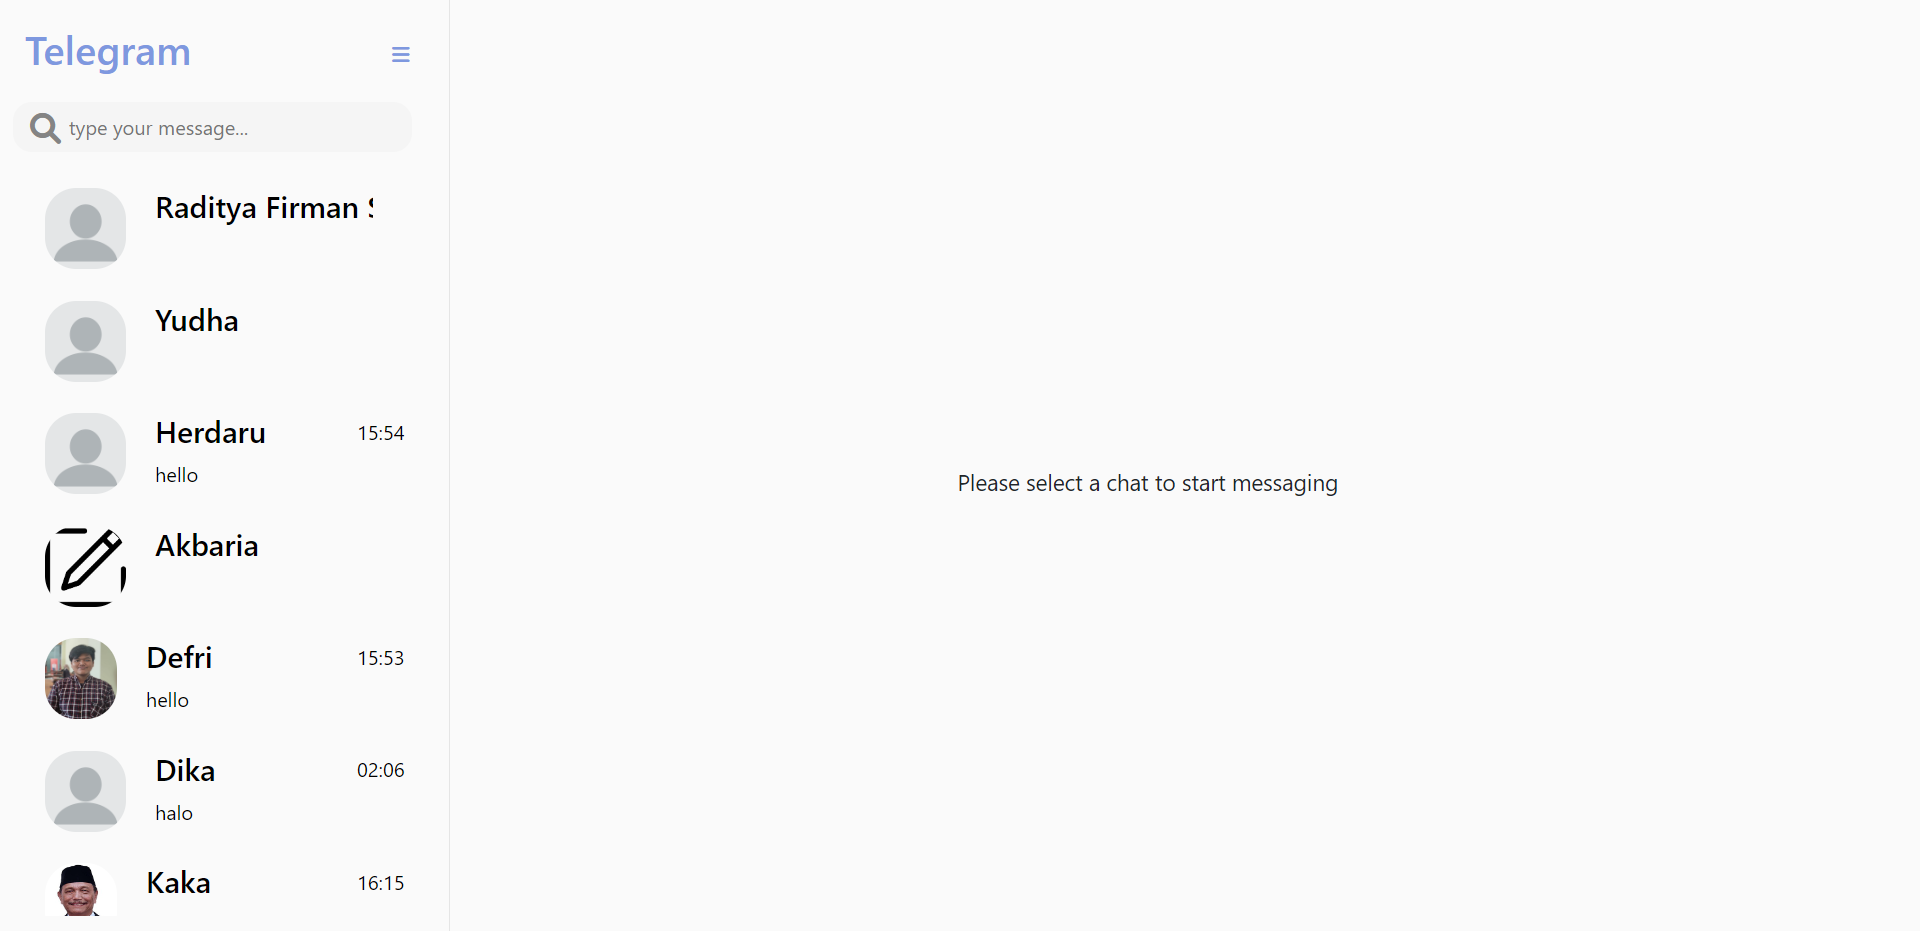 Telegram
type your message...
Raditya Firman
Yudha
Herdaru 15:54
hello
Akbaria
Defri 15:53
hello
Dika 02:06
halo
Kaka 16:15
Please select a chat to start messaging